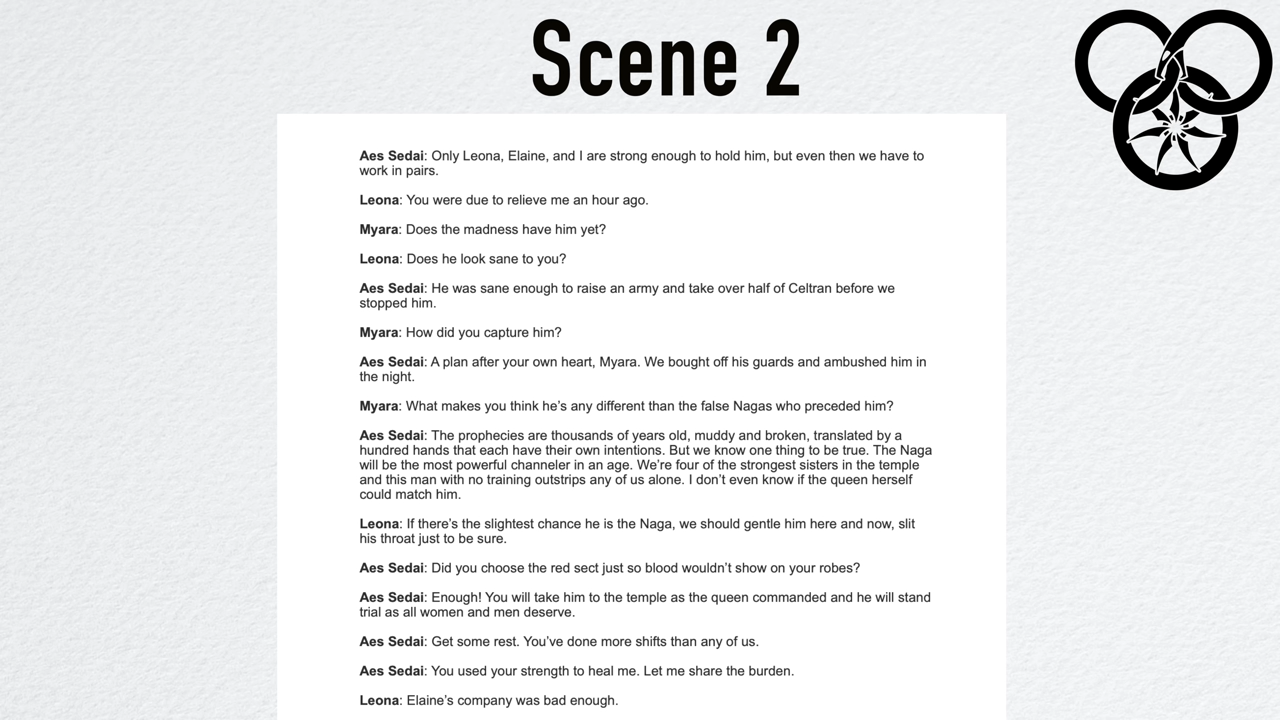 Scene 2
Aes Sedai: Only Leona, Elaine, and I are strong enough to hold him, but even then we have to
work in pairs.
Leona: You were due to relieve me an hour ago.
Myara: Does the madness have him yet?
Leona: Does he look sane to you?
Aes Sedai: He was sane enough to raise an army and take over half of Celtran before we
stopped him.
Myara: How did you capture him?
Aes Sedai: A plan after your own heart, Myara. We bought off his guards and ambushed him in
the night.
Myara: What makes you think he’s any different than the false Nagas who preceded him?
Aes Sedai: The prophecies are thousands of years old, muddy and broken, translated by a
hundred hands that each have their own intentions. But we know one thing to be true. The Naga
will be the most powerful channeler in an age. We’re four of the strongest sisters in the temple
and this man with no training outstrips any of us alone. I don’t even know if the queen herself
could match him.
Leona: If there’s the slightest chance he is the Naga, we should gentle him here and now, slit
his throat just to be sure.
Aes Sedai: Did you choose the red sect just so blood wouldn’t show on your robes?
Aes Sedai: Enough! You will take him to the temple as the queen commanded and he will stand
trial as all women and men deserve.
Aes Sedai: Get some rest. You’ve done more shifts than any of us.
Aes Sedai: You used your strength to heal me. Let me share the burden.
Leona: Elaine’s company was bad enough.